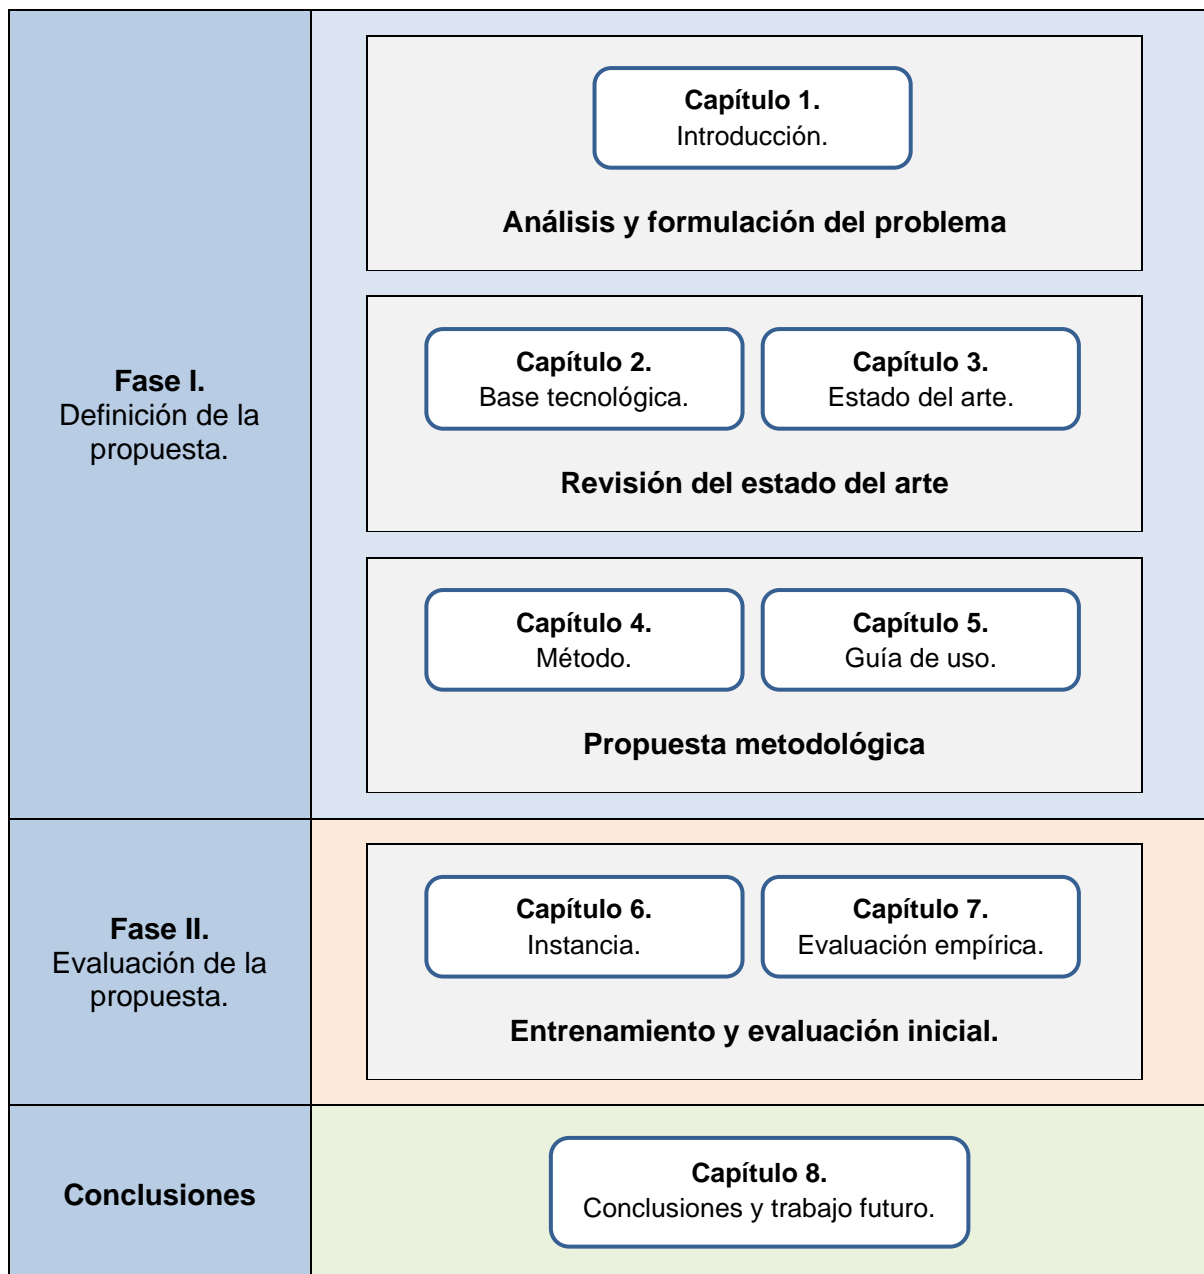 Fase I.
Definición de la
propuesta.
Capítulo 1.
Introducción.
Análisis y formulación del problema
Capítulo 2.
Base tecnológica.
Capítulo 3.
Estado del arte.
Revisión del estado del arte
Capítulo 4.
Método.
Capítulo 5.
Guía de uso.
Propuesta metodológica
Fase II.
Evaluación de la
propuesta.
Capítulo 6.
Instancia.
Capítulo 7.
Evaluación empírica.
Entrenamiento y evaluación inicial.
Conclusiones
Capítulo 8.
Conclusiones y trabajo futuro.